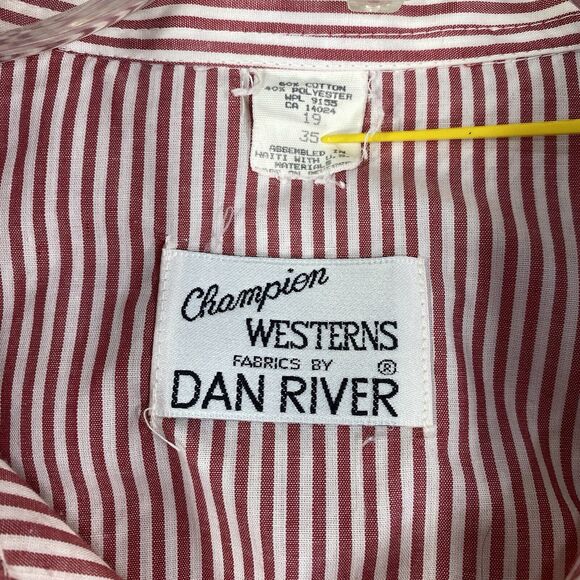 60% COTTON
40% POLYESTER
WPL 9155
CA 14024
19
35
ASSEMBLED IN
HAITI WITH U.S.
MATERIALS
Champion
WESTERNS
FABRICS BY
DAN RIVER ®